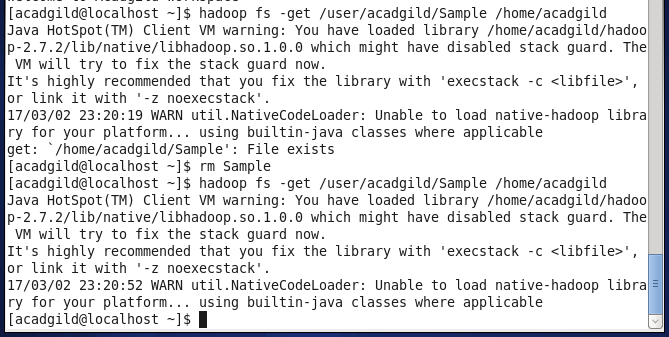 [acadgild@localhost ~]$ hadoop fs -get /user/acadgild/Sample /home/acadgild
Java HotSpot(TM) Client VM warning: You have loaded library /home/acadgild/hadoo
p-2.7.2/lib/native/libhadoop.so.1.0.0 which might have disabled stack guard. The
 VM will try to fix the stack guard now.
It's highly recommended that you fix the library with 'execstack -c <libfile>',
or link it with '-z noexecstack'.
17/03/02 23:20:19 WARN util.NativeCodeLoader: Unable to load native-hadoop libra
ry for your platform... using builtin-java classes where applicable
get: `/home/acadgild/Sample': File exists
[acadgild@localhost ~]$ rm Sample
[acadgild@localhost ~]$ hadoop fs -get /user/acadgild/Sample /home/acadgild
Java HotSpot(TM) Client VM warning: You have loaded library /home/acadgild/hadoo
p-2.7.2/lib/native/libhadoop.so.1.0.0 which might have disabled stack guard. The
 VM will try to fix the stack guard now.
It's highly recommended that you fix the library with 'execstack -c <libfile>',
or link it with '-z noexecstack'.
17/03/02 23:20:52 WARN util.NativeCodeLoader: Unable to load native-hadoop libra
ry for your platform... using builtin-java classes where applicable
[acadgild@localhost ~]$